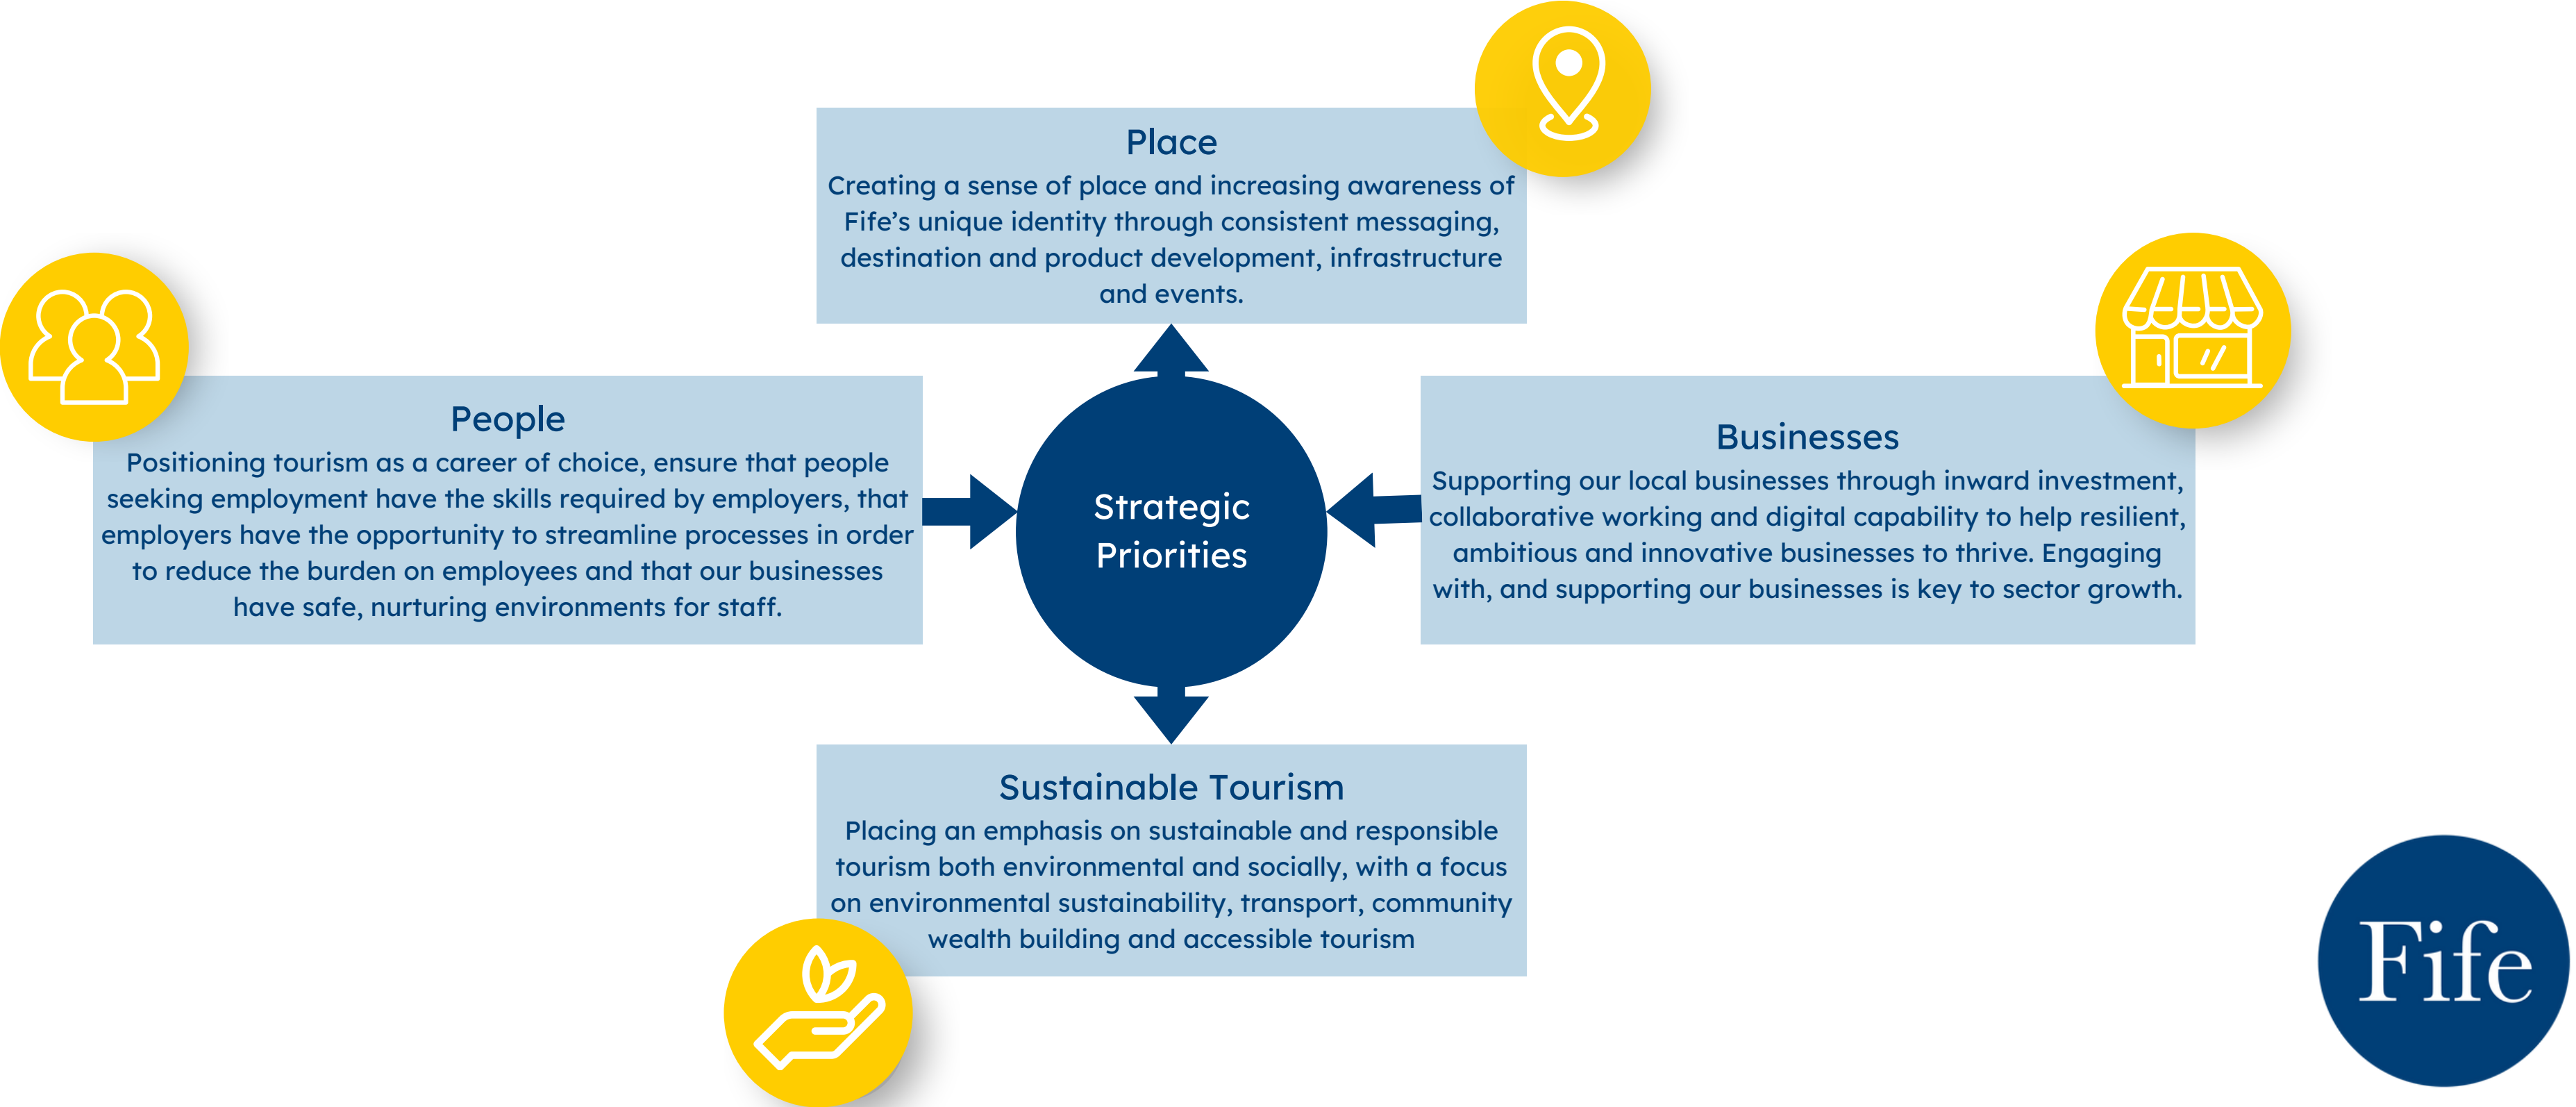 Place
Creating a sense of place and increasing awareness of
Fife’s unique identity through consistent messaging,
destination and product development, infrastructure
and events.
People
Positioning tourism as a career of choice, ensure that people
seeking employment have the skills required by employers, that
employers have the opportunity to streamline processes in order
to reduce the burden on employees and that our businesses
have safe, nurturing environments for staff.
Strategic
Priorities
Businesses
Supporting our local businesses through inward investment,
collaborative working and digital capability to help resilient,
ambitious and innovative businesses to thrive. Engaging
with, and supporting our businesses is key to sector growth.
Sustainable Tourism
Placing an emphasis on sustainable and responsible
tourism both environmental and socially, with a focus
on environmental sustainability, transport, community
wealth building and accessible tourism
Fife